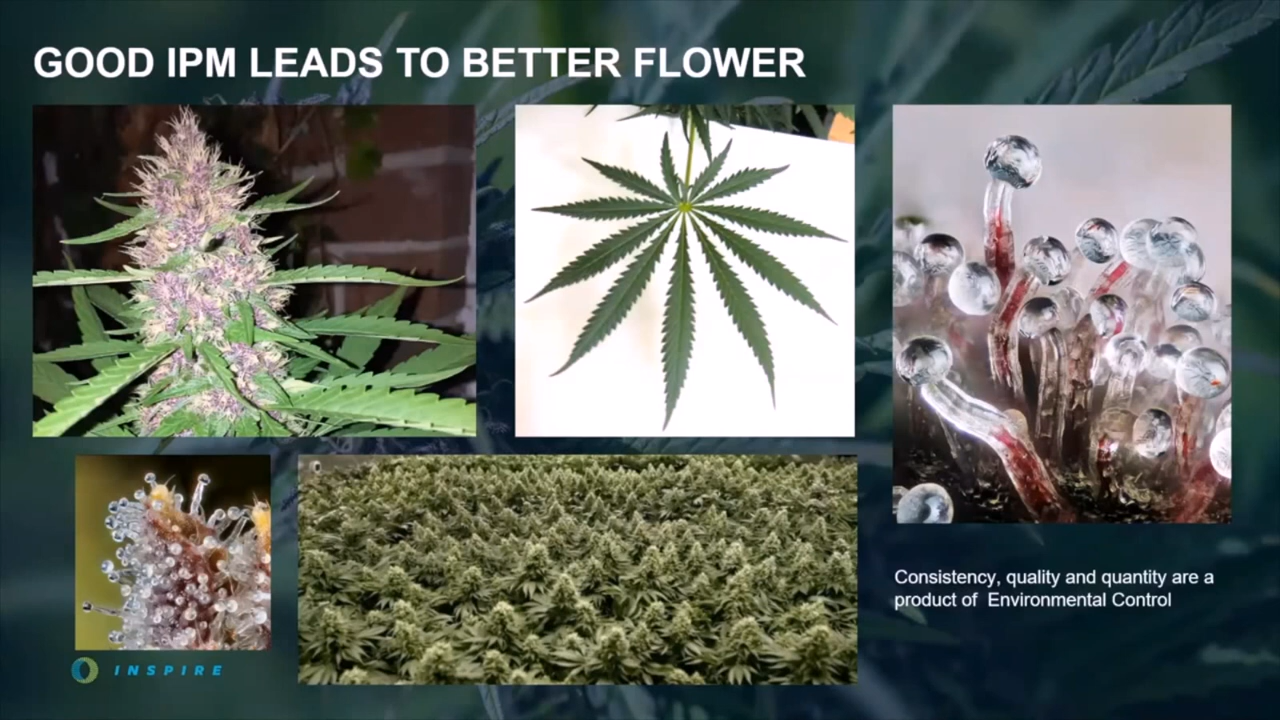 GOOD IPM LEADS TO BETTER FLOWER
Consistency, quality and quantity are a
product of  Environmental Control
INSPIRE